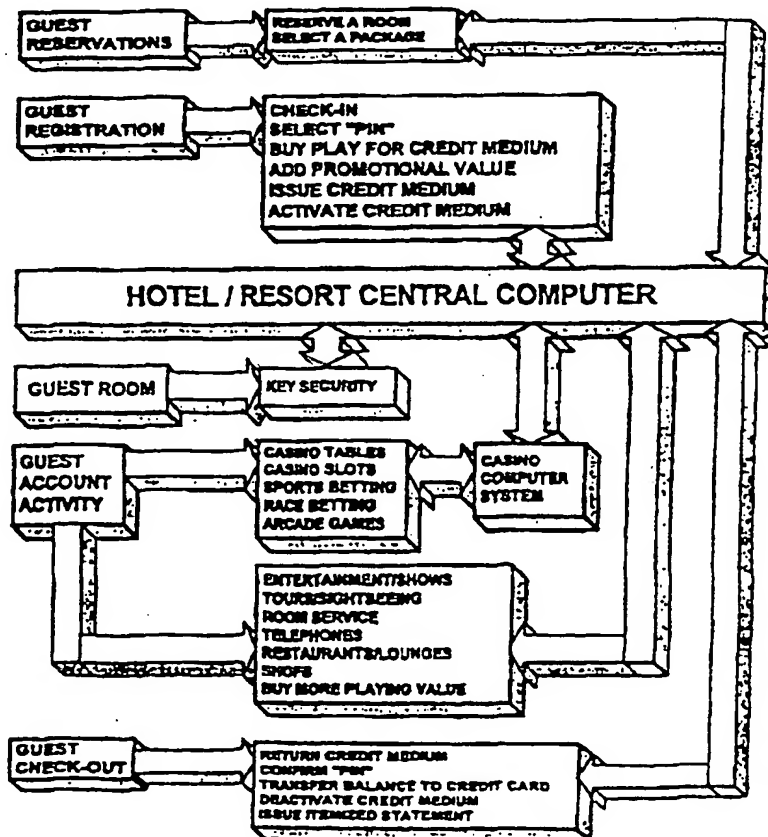 GUEST
RESERVATIONS
RESERVE A ROOM
SELECT A PACKAGE
GUEST
REGISTRATION
CHECK-IN
SELECT "PIN"
BUY PLAY FOR CREDIT MEDIUM
ADD PROMOTIONAL VALUE
ISSUE CREDIT MEDIUM
ACTIVATE CREDIT MEDIUM
HOTEL / RESORT CENTRAL COMPUTER
GUEST ROOM
KEY SECURITY
GUEST
ACCOUNT
ACTIVITY
CASINO TABLES
CASINO SLOTS
SPORTS BETTING
RACE BETTING
ARCADE GAMES
CASINO
COMPUTER
SYSTEM
ENTERTAINMENT/SHOWS
TOURS/SIGHTSEEING
ROOM SERVICE
TELEPHONES
RESTAURANTS/LOUNGES
SHOPS
BUY MORE PLAYING VALUE
GUEST
CHECK-OUT
RETURN CREDIT MEDIUM
CONFIRM "PIN"
TRANSFER BALANCE TO CREDIT CARD
DEACTIVATE CREDIT MEDIUM
ISSUE ITEMIZED STATEMENT